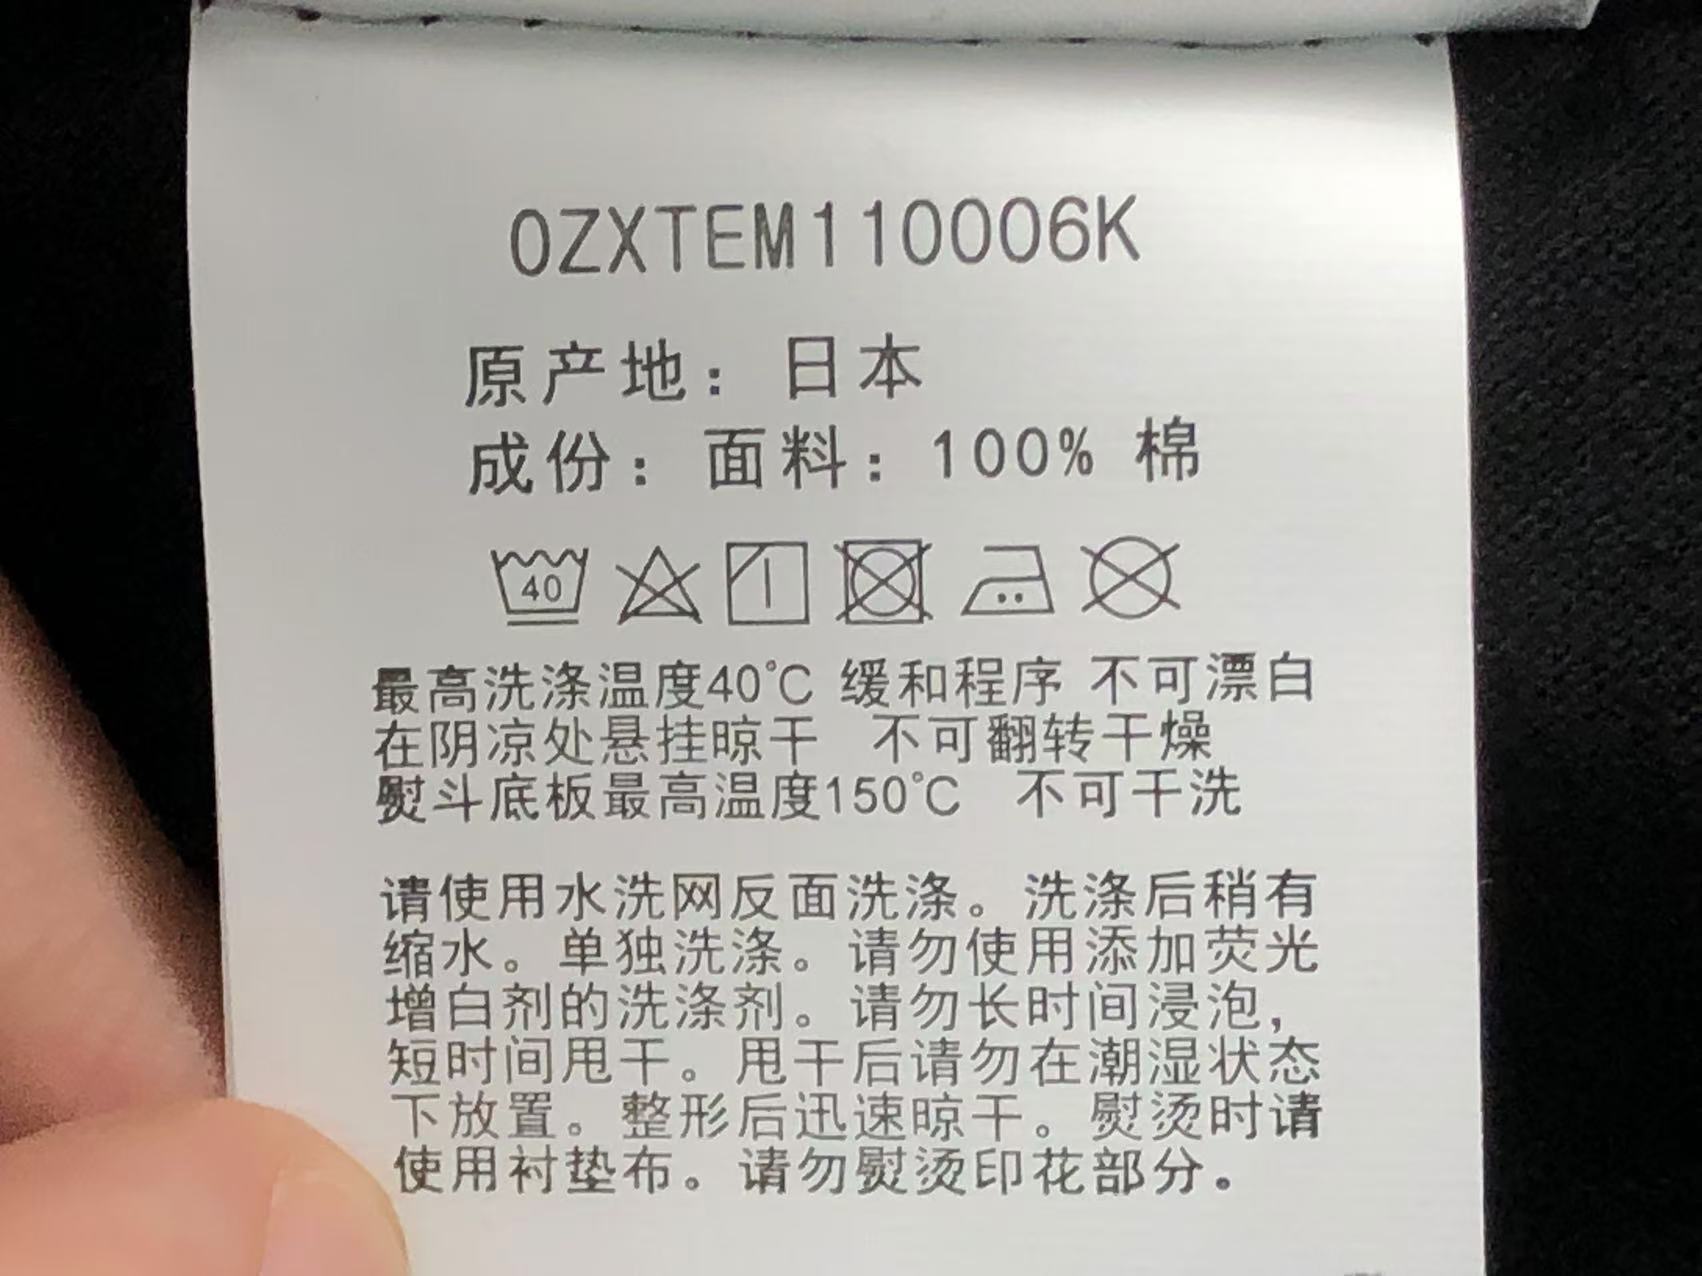 0ZXTEM110006K
原产地：日本
成份：面料：100% 棉
40
最高洗涤温度40℃ 缓和程序 不可漂白
在阴凉处悬挂晾干 不可翻转干燥
熨斗底板最高温度150℃ 不可干洗
请使用水洗网反面洗涤。洗涤后稍有
缩水。单独洗涤。请勿使用添加荧光
增白剂的洗涤剂。请勿长时间浸泡，
短时间甩干。甩干后请勿在潮湿状态
下放置。整形后迅速晾干。熨烫时请
使用衬垫布。请勿熨烫印花部分。